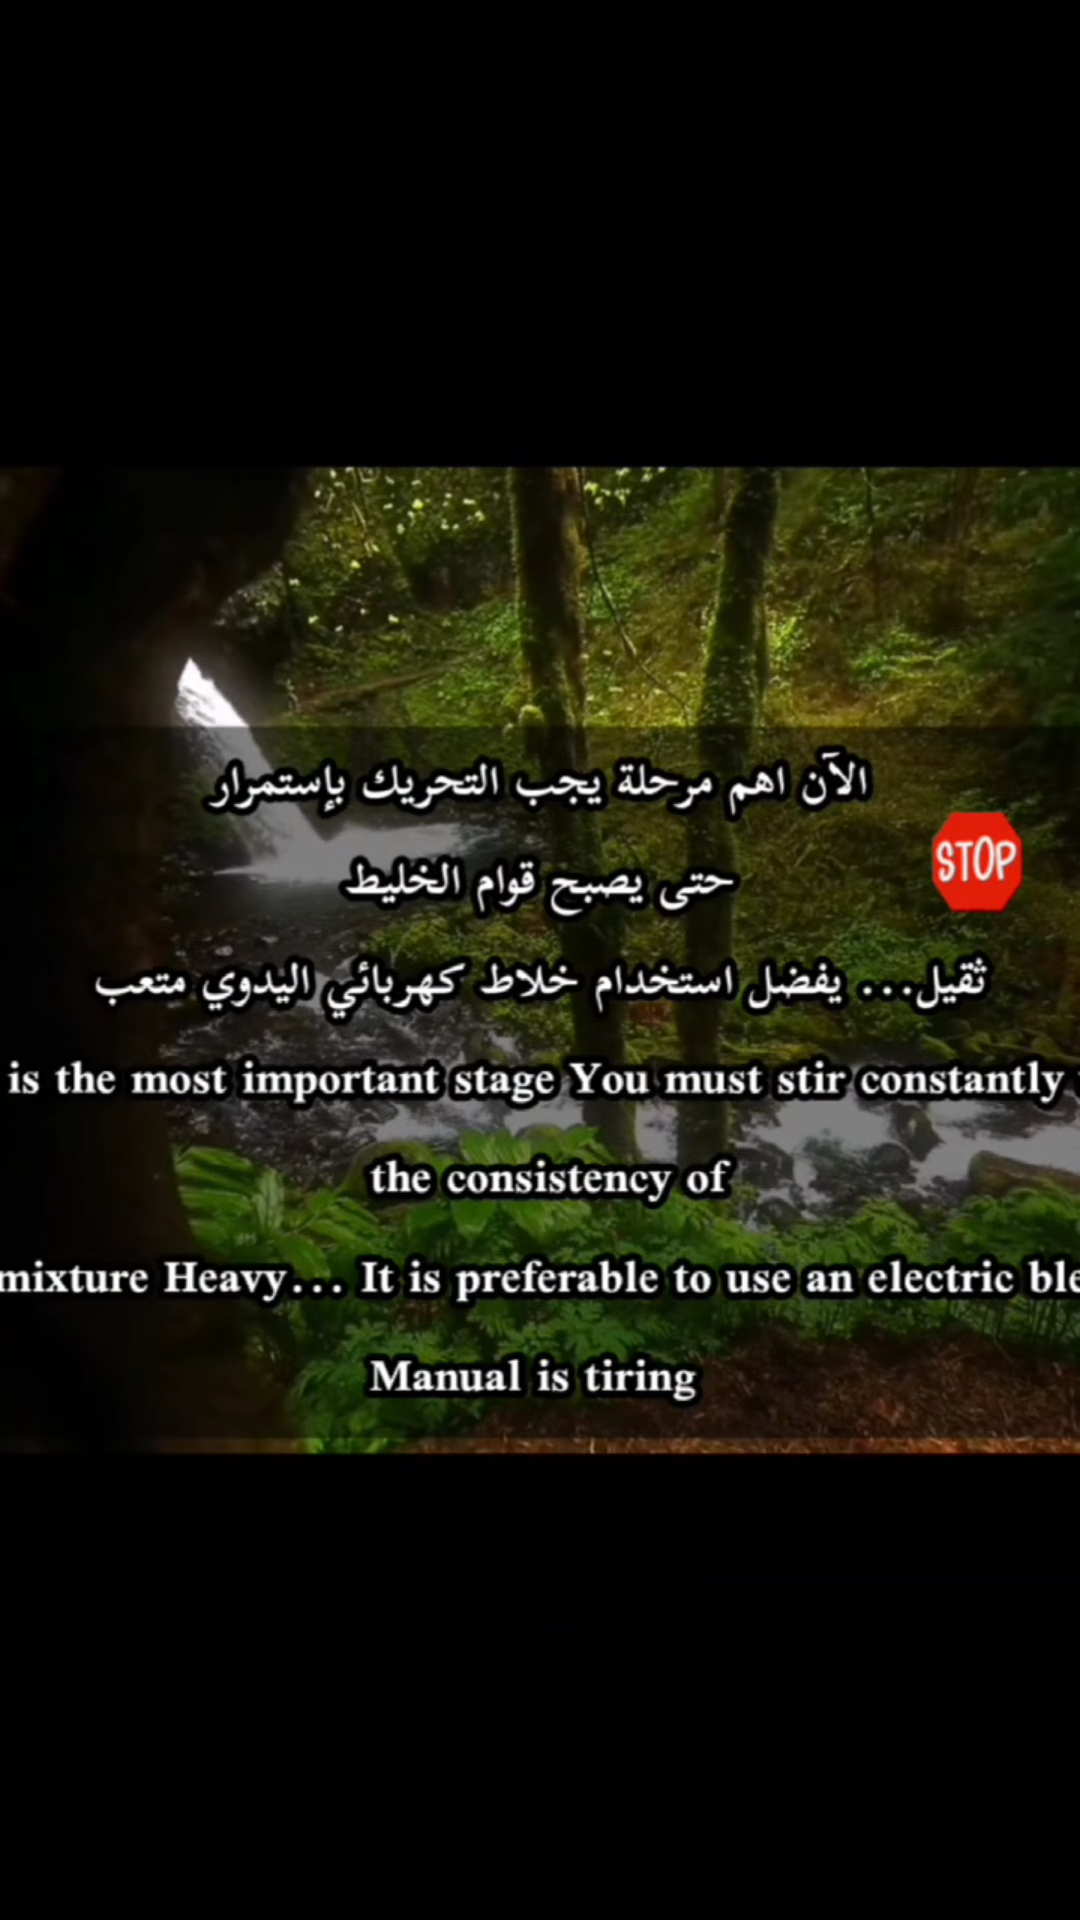 الآن اهم مرحلة يجب التحريك بإستمرار
حتى يصبح قوام الخليط
STOP
ثقيل... يفضل استخدام خلاط كهربائي اليدوي متعب
is the most important stage You must stir constantly
the consistency of
mixture Heavy... It is preferable to use an electric
Manual is tiring